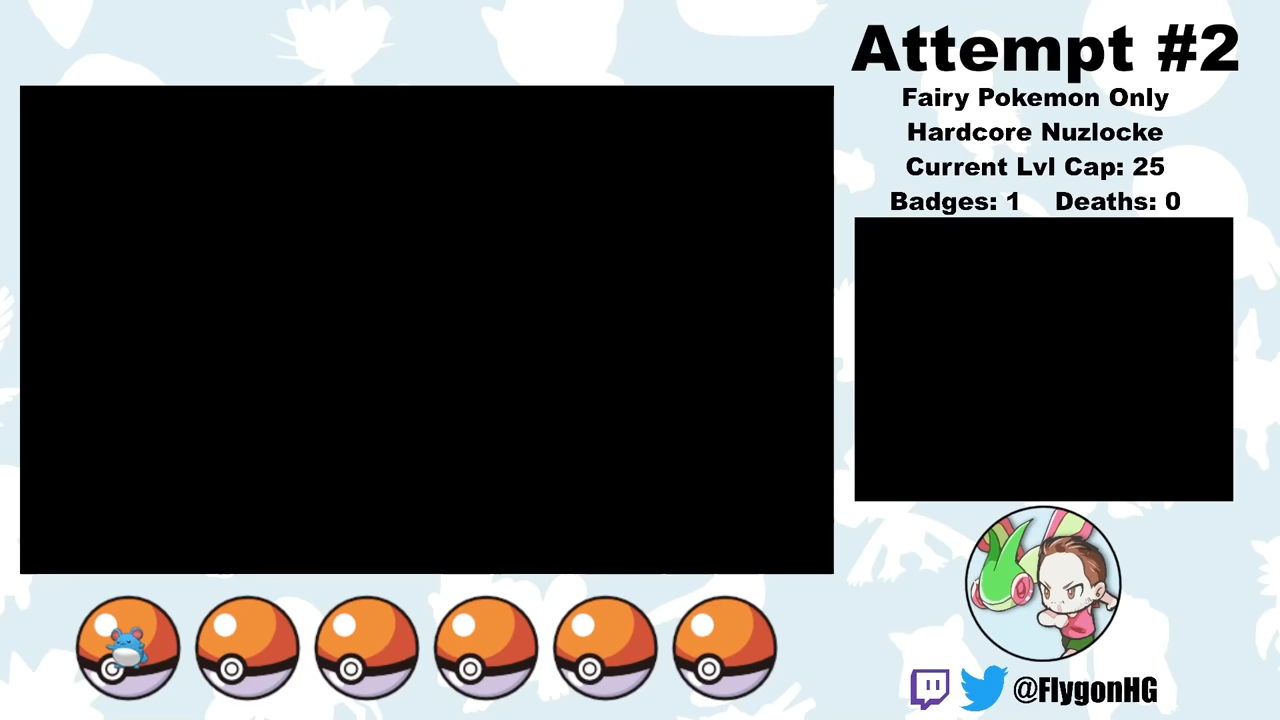 Attempt #2
Fairy Pokemon Only
Hardcore Nuzlocke
Current Lvl Cap: 25
Badges: 1 Deaths: 0
@FlygonHG